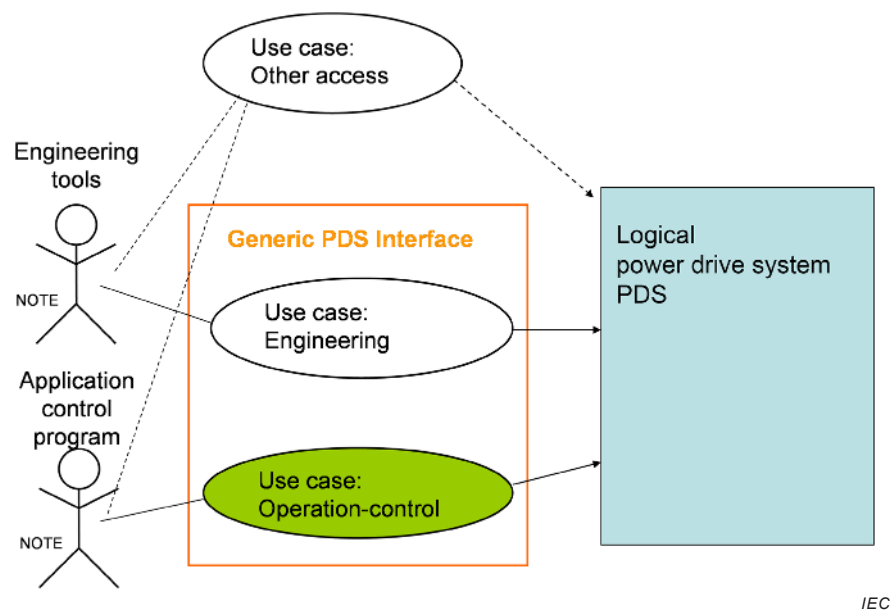 Use case:
Other access
Engineering
tools
Generic PDS Interface
Logical
power drive system
PDS
NOTE
Use case:
Engineering
Application
control
program
Use case:
Operation-control
NOTE
IEC